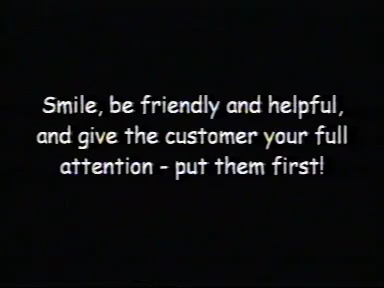 Smile, be friendly and helpful,
and give the customer your full
attention - put them first!